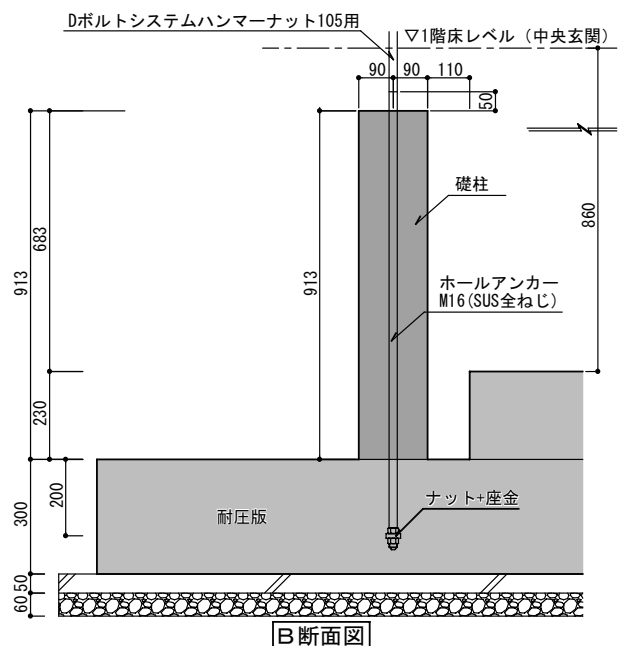 Dボルトシステムハンマーナット105用
▽1階床レベル（中央玄関）
90
90
110
50
礎柱
860
683
913
913
ホールアンカー
M16(SUS全ねじ)
230
200
300
耐圧版
ナット+座金
50
60
B断面図